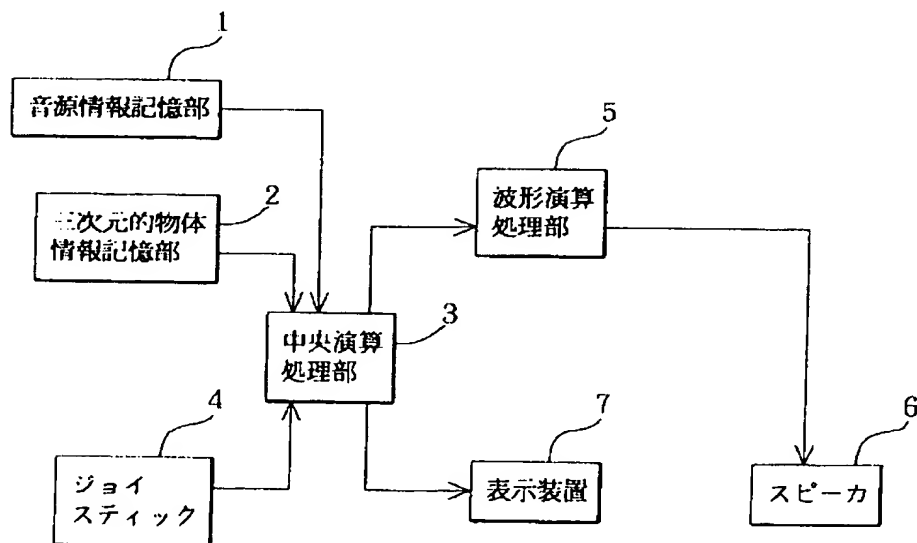 1
音源情報記憶部
2
三次元的物体
情報記憶部
3
中央演算
処理部
4
ジョイ
スティック
5
波形演算
処理部
7
表示装置
6
スピーカ